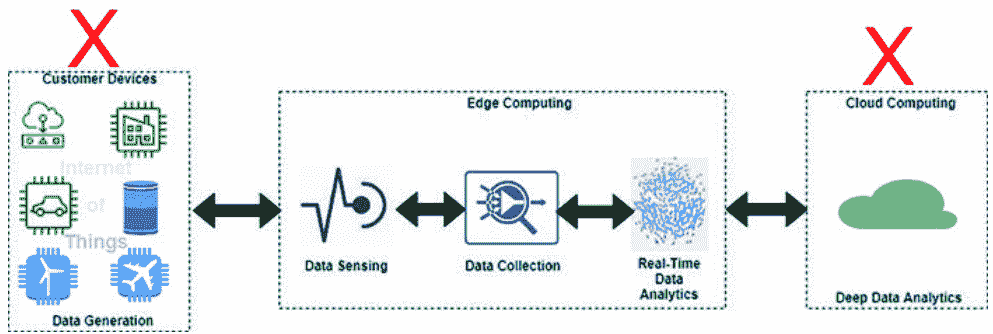 X
X
Customer Devices
Internet
of
Things
Data Generation
Edge Computing
Data Sensing
Data Collection
Real-Time
Data
Analytics
Cloud Computing
Deep Data Analytics